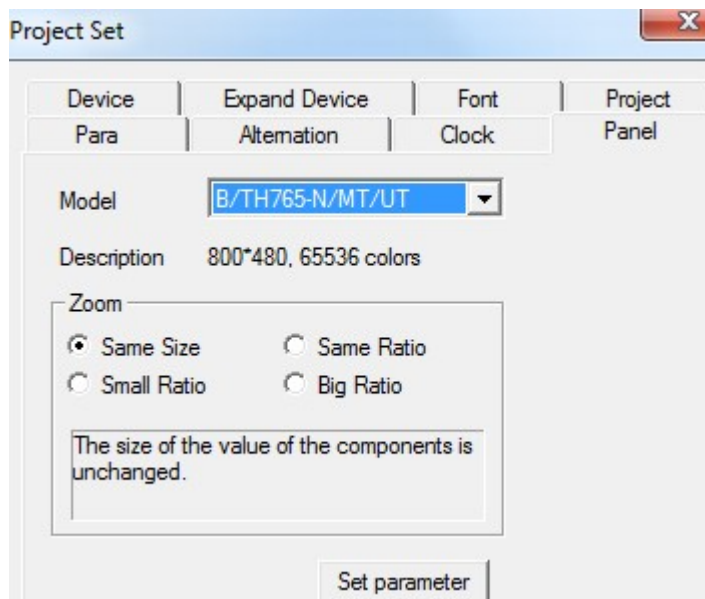 Project Set
X
Device Expand Device Font Project
Para Alternation Clock Panel
Model B/TH765-N/MT/UT
Description 800*480, 65536 colors
Zoom
Same Size Same Ratio
Small Ratio Big Ratio
The size of the value of the components is
unchanged.
Set parameter